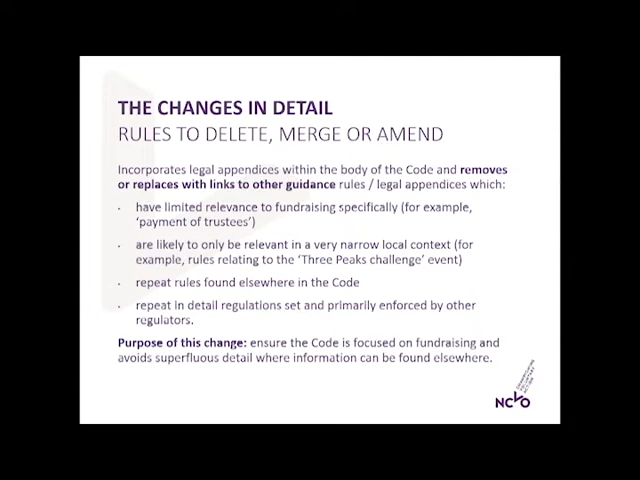 THE CHANGES IN DETAIL
RULES TO DELETE, MERGE OR AMEND
Incorporates legal appendices within the body of the Code and removes
or replaces with links to other guidance rules / legal appendices which:
· have limited relevance to fundraising specifically (for example,
‘payment of trustees’)
· are likely to only be relevant in a very narrow local context (for
example, rules relating to the ‘Three Peaks challenge’ event)
· repeat rules found elsewhere in the Code
· repeat in detail regulations set and primarily enforced by other
regulators.
Purpose of this change: ensure the Code is focused on fundraising and
avoids superfluous detail where information can be found elsewhere.
NCVO